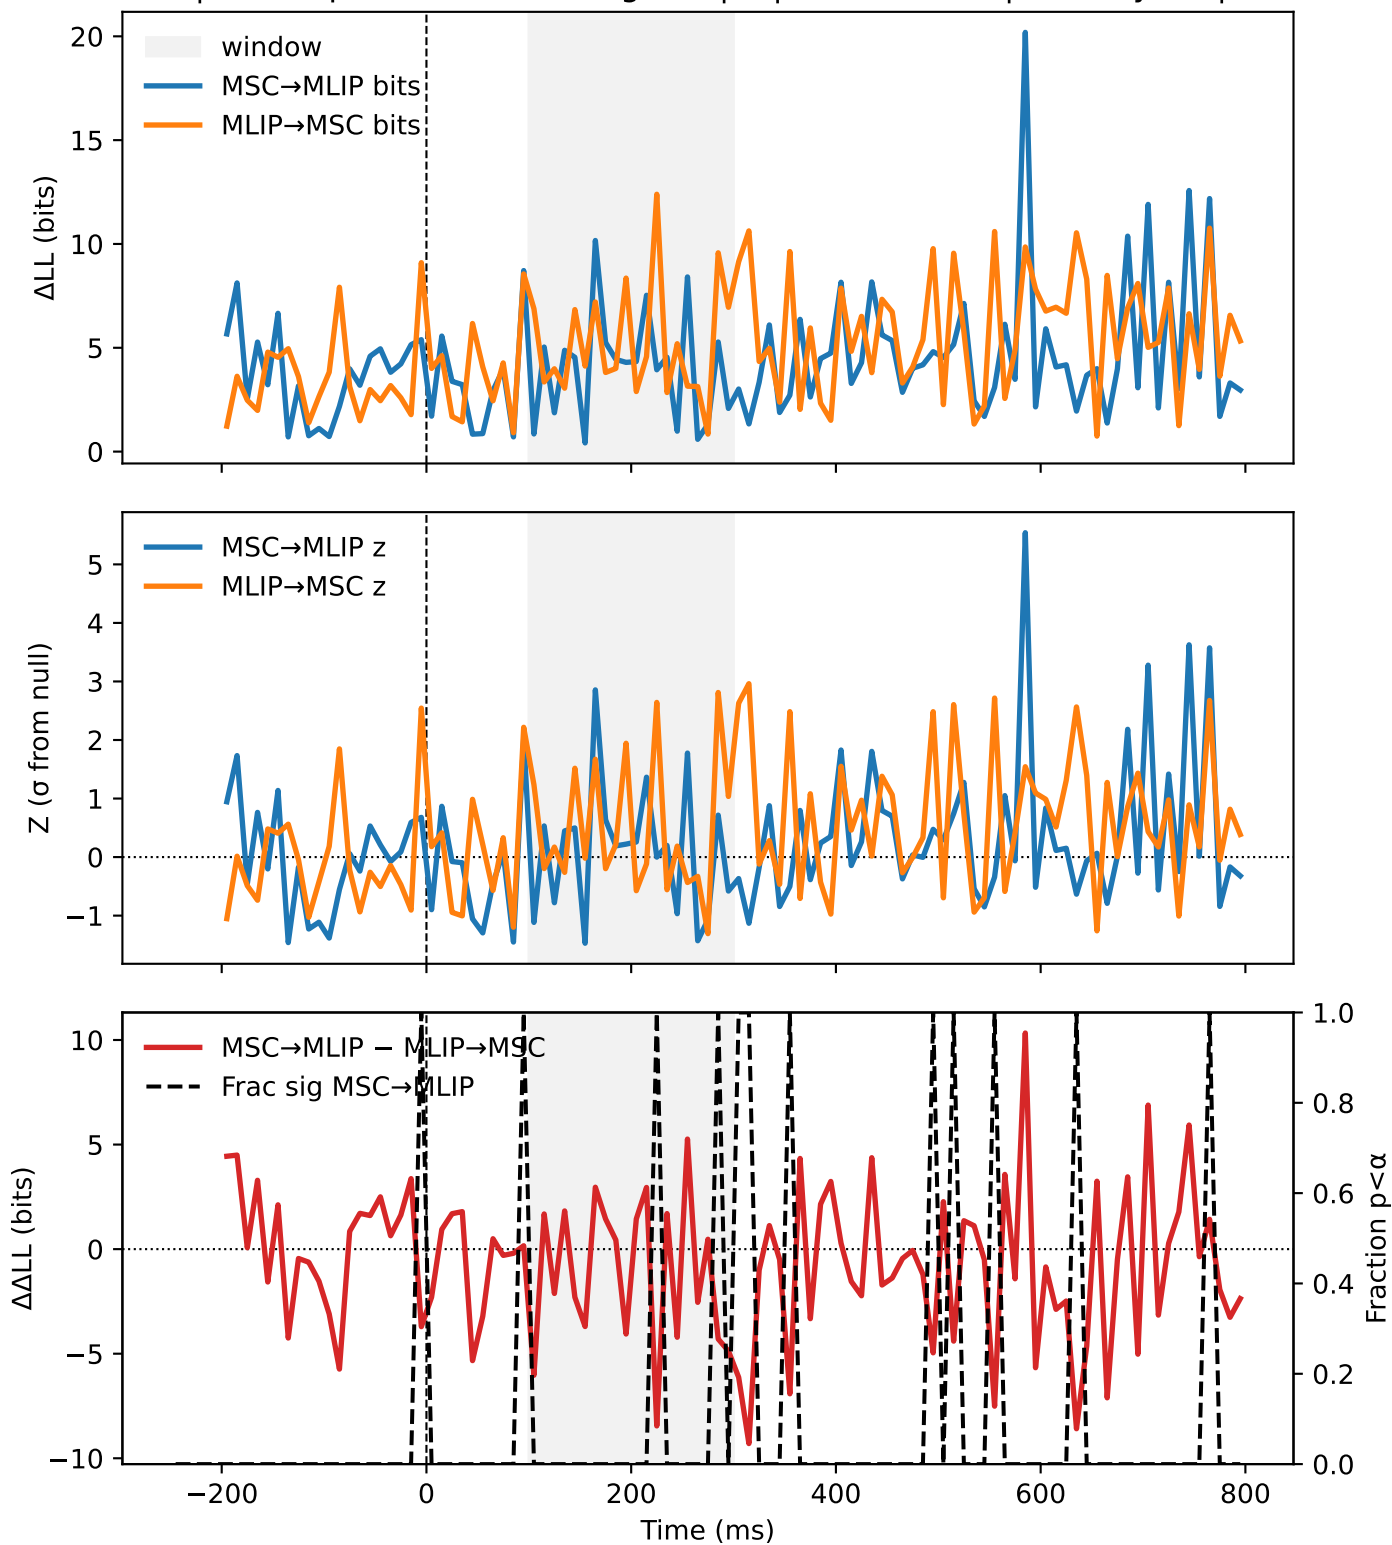 20
15
10
5
0
ΔLL (bits)
window
MSC→MLIP bits
MLIP→MSC bits
5
4
3
2
1
0
−1
Z (σ from null)
MSC→MLIP z
MLIP→MSC z
10
5
0
−5
−10
ΔΔLL (bits)
MSC→MLIP − MLIP→MSC
Frac sig MSC→MLIP
1.0
0.8
0.6
0.4
0.2
0.0
Fraction p<α
−200 0 200 400 600 800
Time (ms)